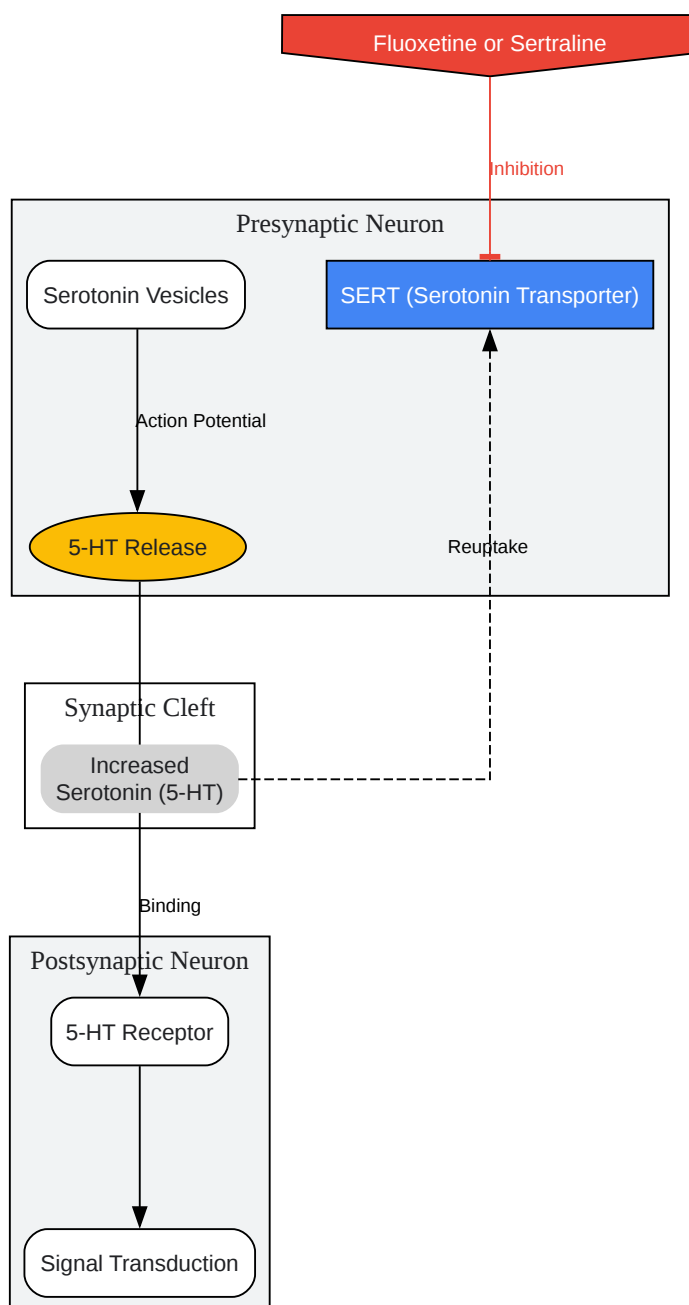 Fluoxetine or Sertraline
Inhibition
Presynaptic Neuron
Serotonin Vesicles
SERT (Serotonin Transporter)
Action Potential
5-HT Release
Reuptake
Synaptic Cleft
Increased
Serotonin (5-HT)
Binding
Postsynaptic Neuron
5-HT Receptor
Signal Transduction